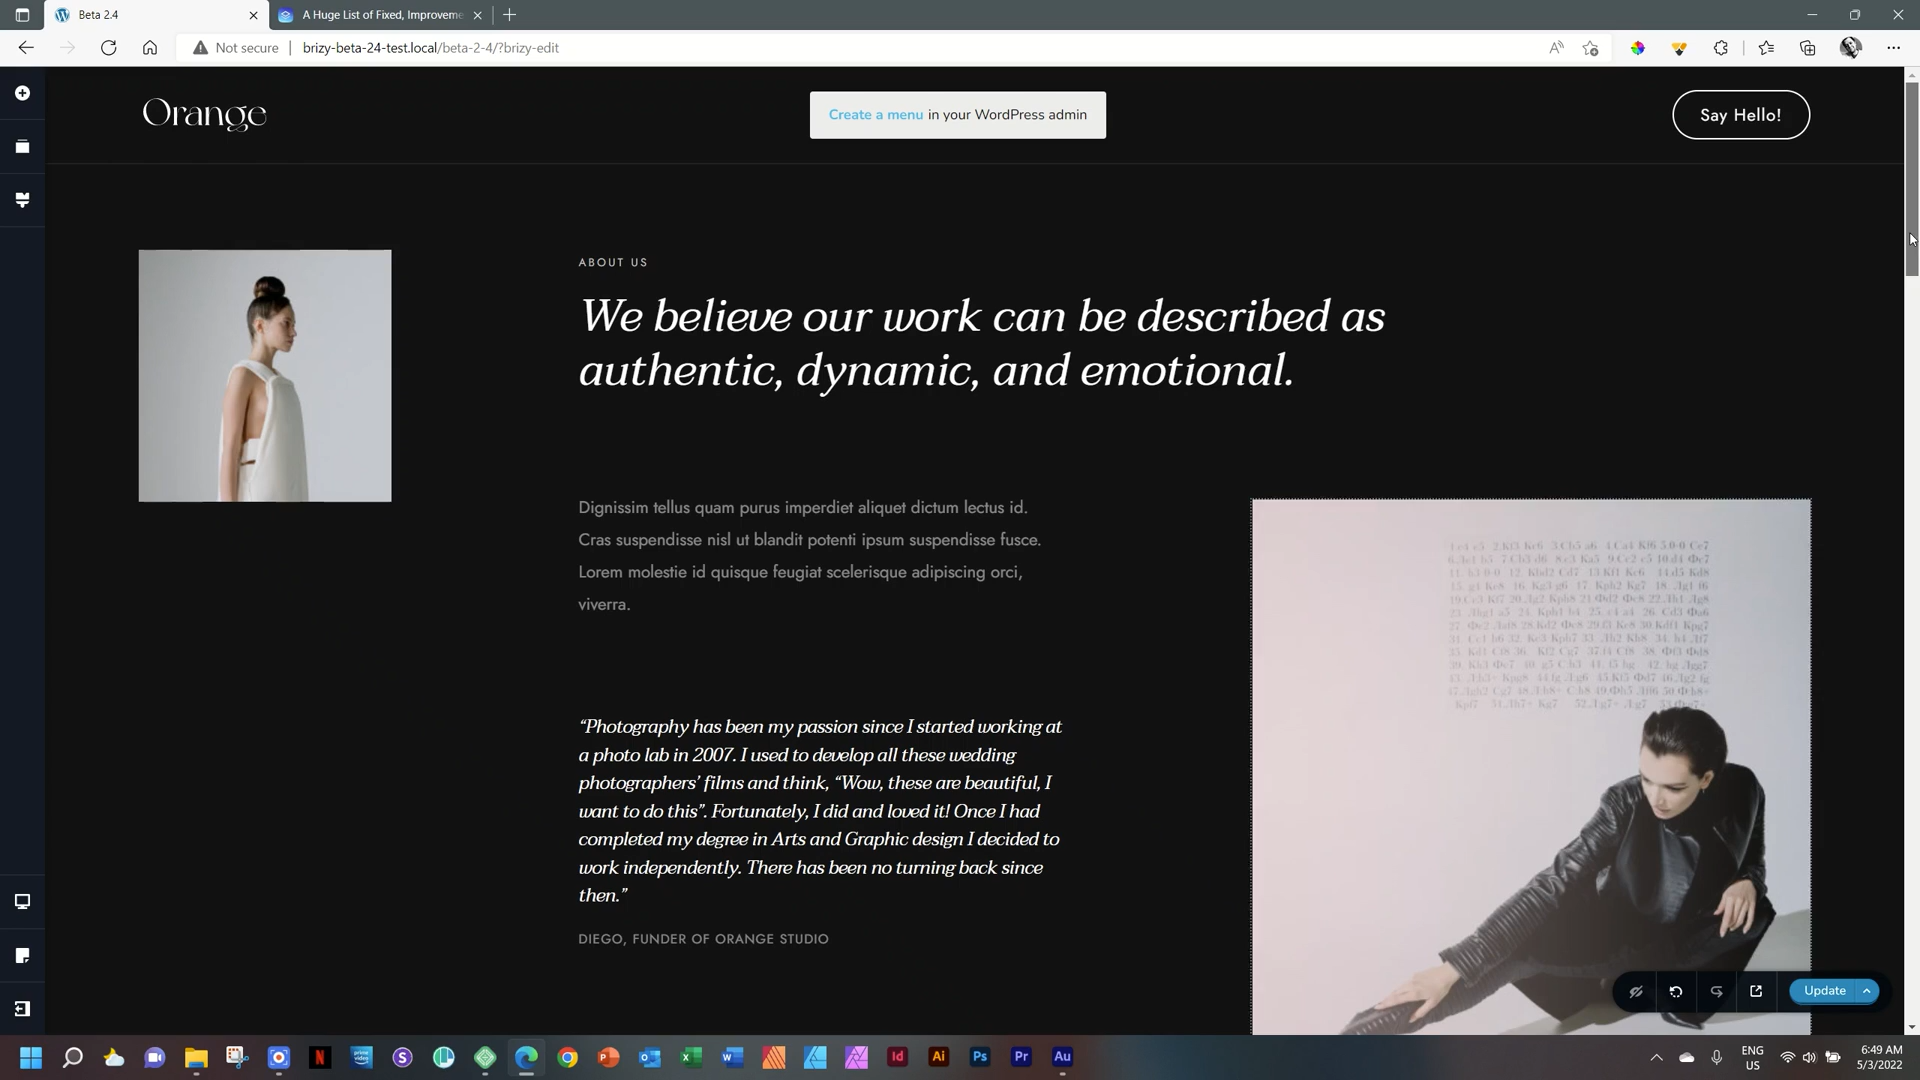 Beta 2.4
A Huge List of Fixed, Improveme
Not secure
brizy-beta-24-test.local/beta-2-4/?brizy-edit
Orange
Create a menu in your WordPress admin
Say Hello!
ABOUT US
We believe our work can be described as
authentic, dynamic, and emotional.
Dignissim tellus quam purus imperdiet aliquet dictum lectus id.
Cras suspendisse nisl ut blandit potenti ipsum suspendisse fusce.
Lorem molestie id quisque feugiat scelerisque adipiscing orci,
viverra.
“Photography has been my passion since I started working at
a photo lab in 2007. I used to develop all these wedding
photographers’ films and think, “Wow, these are beautiful, I
want to do this”. Fortunately, I did and loved it! Once I had
completed my degree in Arts and Graphic design I decided to
work independently. There has been no turning back since
then.”
DIEGO, FUNDER OF ORANGE STUDIO
Update
ENG
US
6:49 AM
5/3/2022